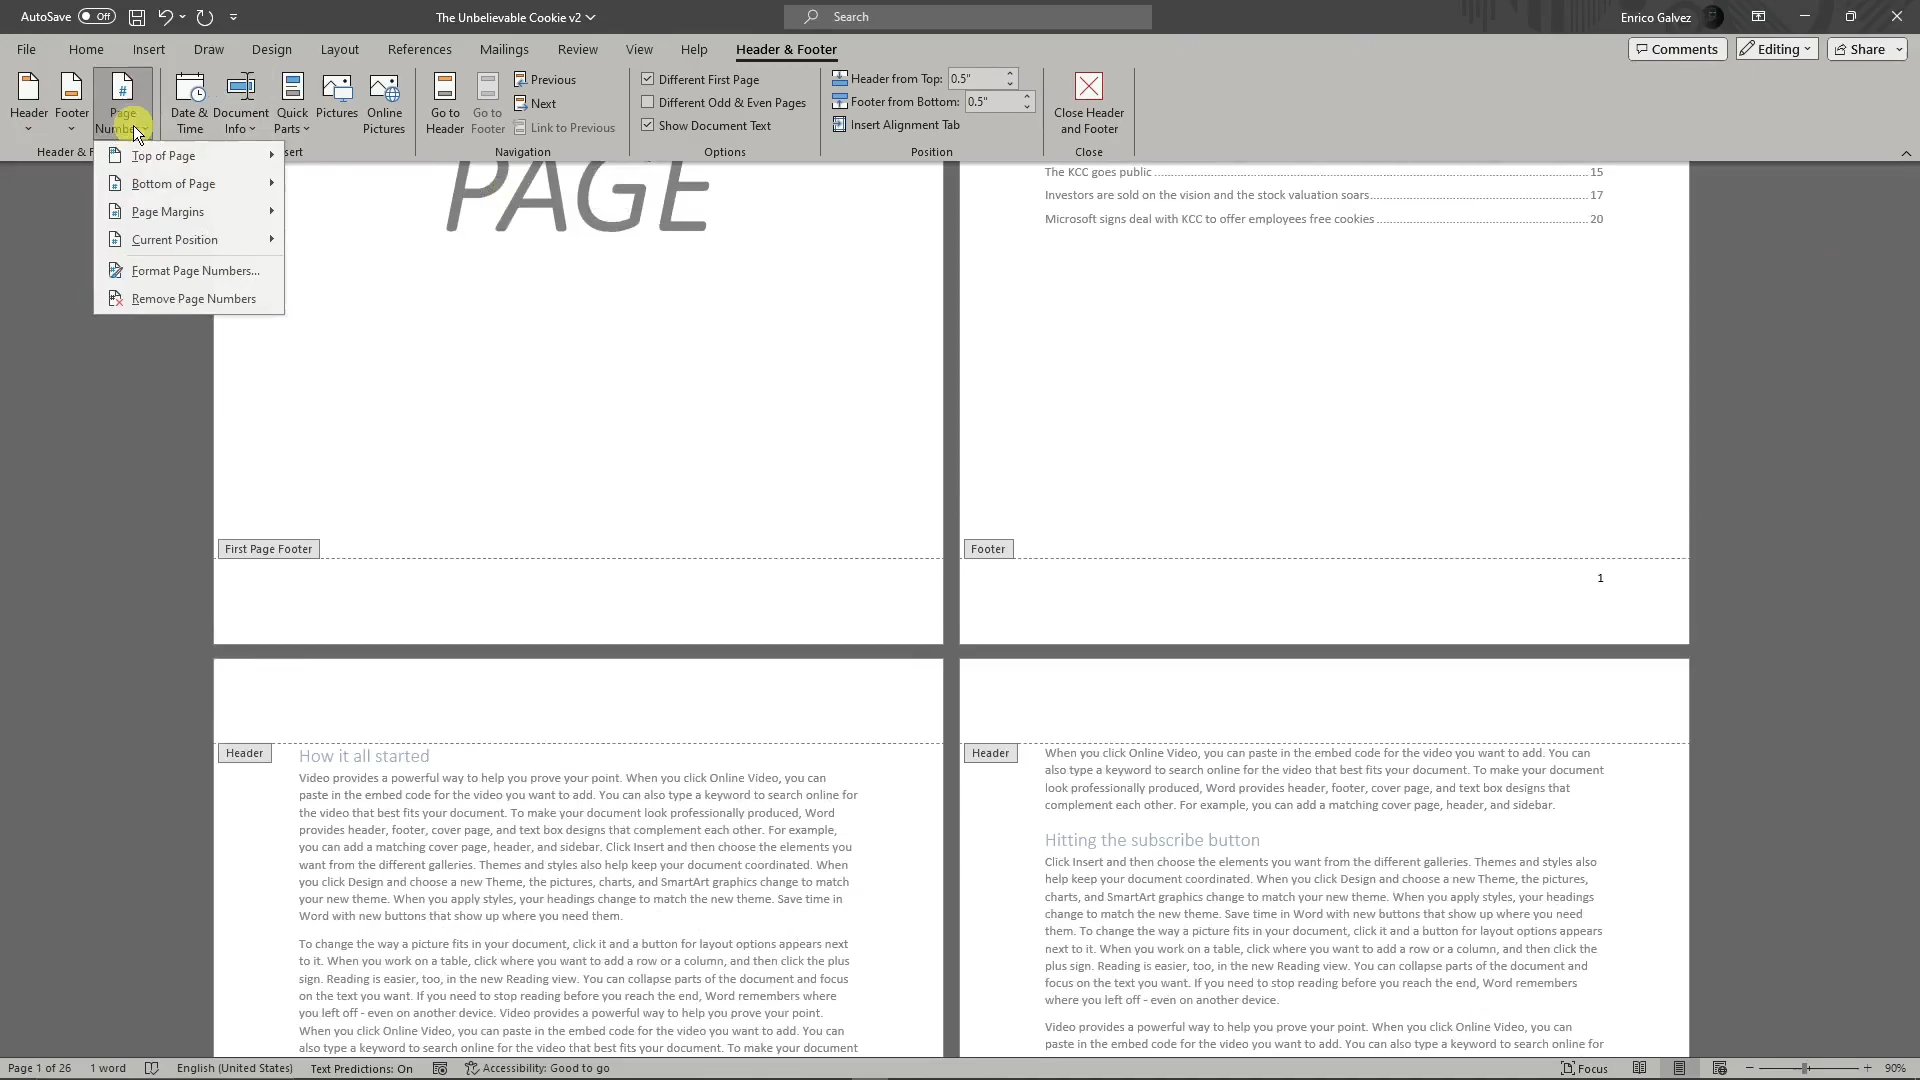 AutoSave Off The Unbelievable Cookie v2 Search Enrico Galvez
File Home Insert Draw Design Layout References Mailings Review View Help Header & Footer Comments Editing Share
Header Footer Page Number Date & Time Document Info Quick Parts Pictures Online Pictures Go to Header Go to Footer
Previous
Next
Link to Previous
Different First Page
Different Odd & Even Pages
Show Document Text
Header from Top: 0.5"
Footer from Bottom: 0.5"
Insert Alignment Tab
Close Header and Footer
Header & F sert Navigation Options Position Close
Top of Page
Bottom of Page
Page Margins
Current Position
Format Page Numbers...
Remove Page Numbers
PAGE
The KCC goes public 15
Investors are sold on the vision and the stock valuation soars 17
Microsoft signs deal with KCC to offer employees free cookies 20
First Page Footer
Footer
1
Header
How it all started
Video provides a powerful way to help you prove your point. When you click Online Video, you can
paste in the embed code for the video you want to add. You can also type a keyword to search online for
the video that best fits your document. To make your document look professionally produced, Word
provides header, footer, cover page, and text box designs that complement each other. For example,
you can add a matching cover page, header, and sidebar. Click Insert and then choose the elements you
want from the different galleries. Themes and styles also help keep your document coordinated. When
you click Design and choose a new Theme, the pictures, charts, and SmartArt graphics change to match
your new theme. When you apply styles, your headings change to match the new theme. Save time in
Word with new buttons that show up where you need them.
To change the way a picture fits in your document, click it and a button for layout options appears next
to it. When you work on a table, click where you want to add a row or a column, and then click the plus
sign. Reading is easier, too, in the new Reading view. You can collapse parts of the document and focus
on the text you want. If you need to stop reading before you reach the end, Word remembers where
you left off - even on another device. Video provides a powerful way to help you prove your point.
When you click Online Video, you can paste in the embed code for the video you want to add. You can
also type a keyword to search online for the video that best fits your document. To make your document
Header
When you click Online Video, you can paste in the embed code for the video you want to add. You can
also type a keyword to search online for the video that best fits your document. To make your document
look professionally produced, Word provides header, footer, cover page, and text box designs that
complement each other. For example, you can add a matching cover page, header, and sidebar.
Hitting the subscribe button
Click Insert and then choose the elements you want from the different galleries. Themes and styles also
help keep your document coordinated. When you click Design and choose a new Theme, the pictures,
charts, and SmartArt graphics change to match your new theme. When you apply styles, your headings
change to match the new theme. Save time in Word with new buttons that show up where you need
them. To change the way a picture fits in your document, click it and a button for layout options appears
next to it. When you work on a table, click where you want to add a row or a column, and then click the
plus sign. Reading is easier, too, in the new Reading view. You can collapse parts of the document and
focus on the text you want. If you need to stop reading before you reach the end, Word remembers
where you left off - even on another device.
Video provides a powerful way to help you prove your point. When you click Online Video, you can
paste in the embed code for the video you want to add. You can also type a keyword to search online for
Page 1 of 26 1 word English (United States) Text Predictions: On Accessibility: Good to go Focus 90%